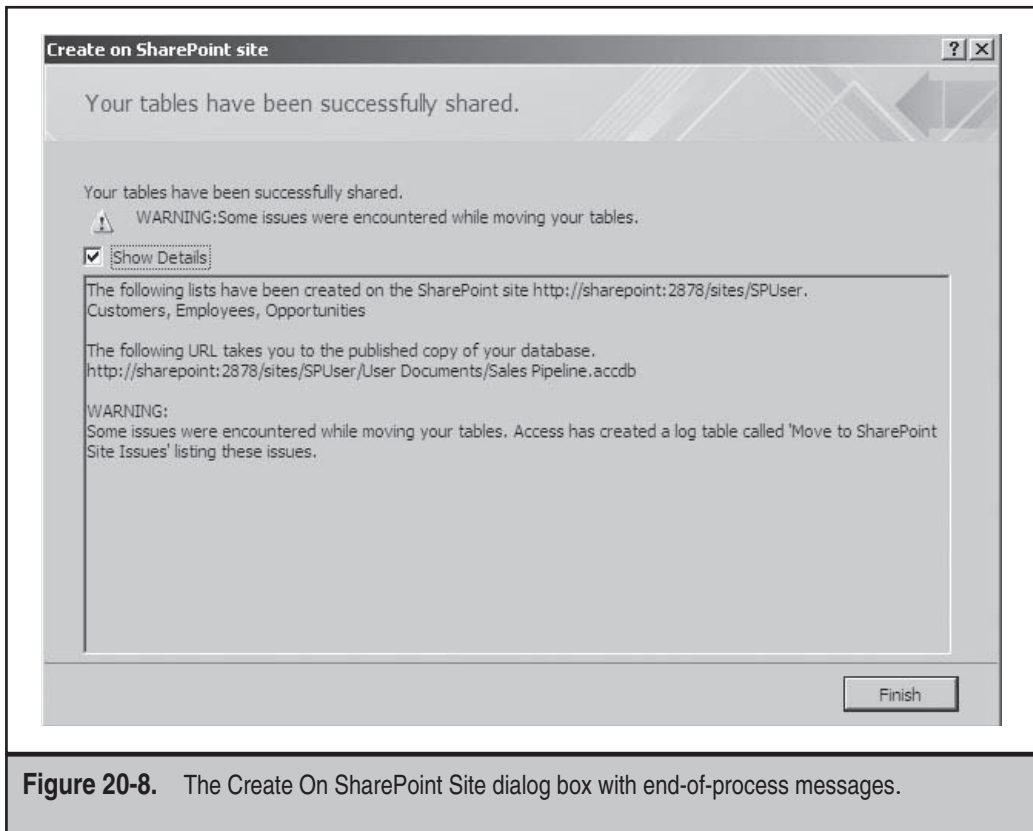 Create on SharePoint site
Your tables have been successfully shared.
Your tables have been successfully shared.
WARNING:Some issues were encountered while moving your tables.
Show Details
The following lists have been created on the SharePoint site http://sharepoint:2878/sites/SPUser.
Customers, Employees, Opportunities
The following URL takes you to the published copy of your database.
http://sharepoint:2878/sites/SPUser/User Documents/Sales Pipeline.accdb
WARNING:
Some issues were encountered while moving your tables. Access has created a log table called 'Move to SharePoint
Site Issues' listing these issues.
Finish
Figure 20-8. The Create On SharePoint Site dialog box with end-of-process messages.